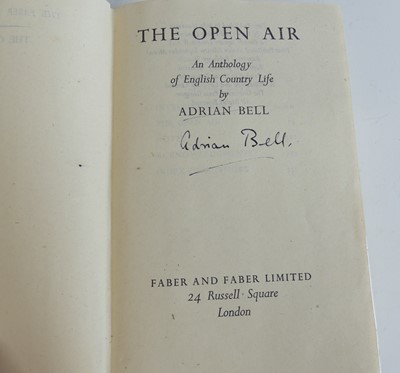 THE OPEN AIR
An Anthology
of English Country Life
by
ADRIAN BELL
Adrian Bell.
FABER AND FABER LIMITED
24 Russell Square
London